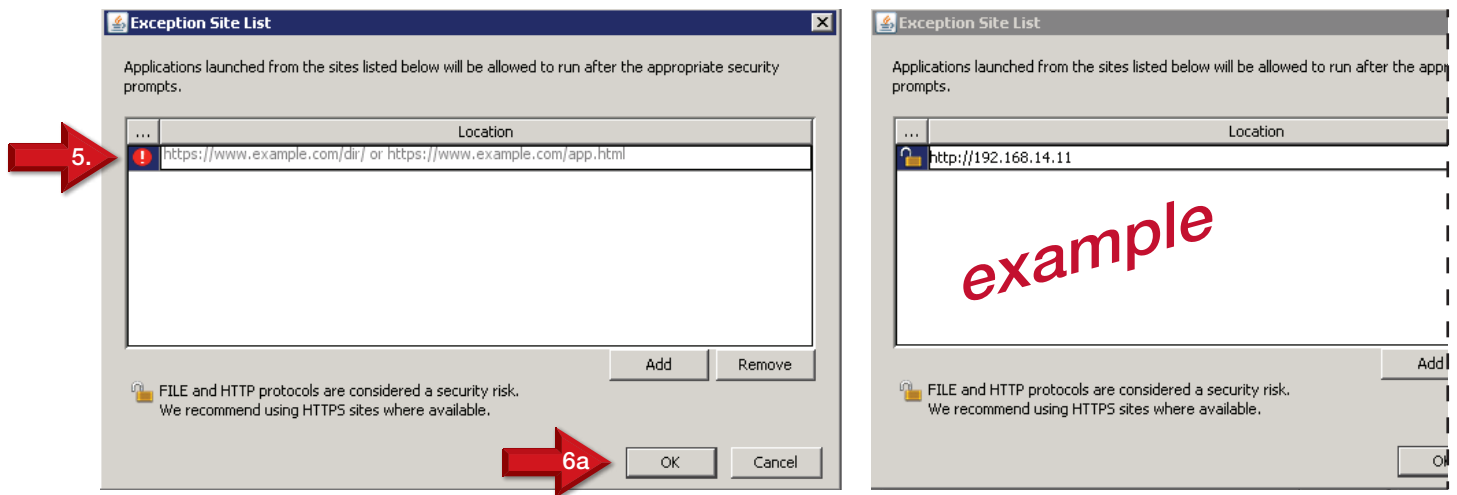 Exception Site List
Applications launched from the sites listed below will be allowed to run after the appropriate security
prompts.
... Location
5.
https://www.example.com/dir/ or https://www.example.com/app.html
Add Remove
FILE and HTTP protocols are considered a security risk.
We recommend using HTTPS sites where available.
6a
OK Cancel
Exception Site List
Applications launched from the sites listed below will be allowed to run after the app
prompts.
... Location
http://192.168.14.11
example
Add
FILE and HTTP protocols are considered a security risk.
We recommend using HTTPS sites where available.